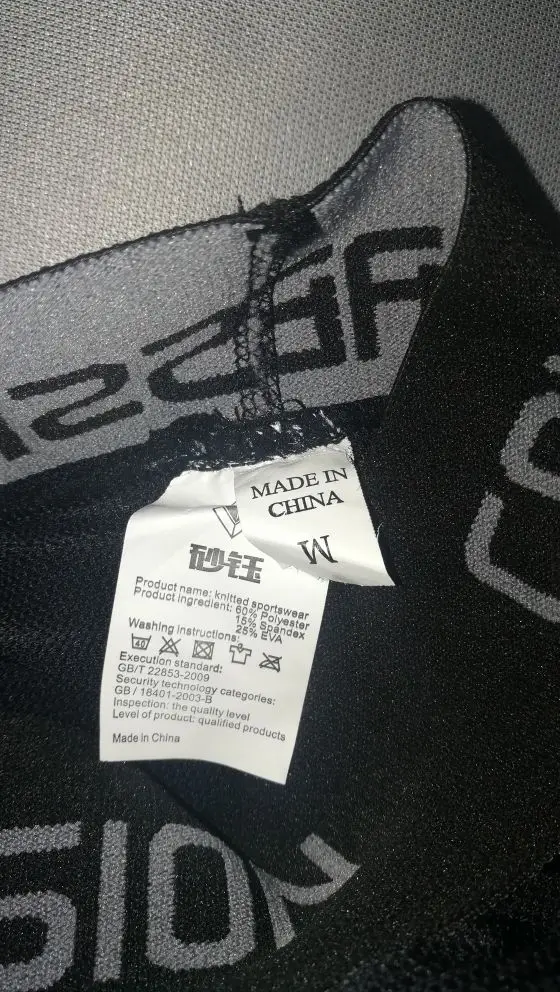 MADE IN
CHINA
M
砂钰
Product name: knitted sportswear
Product ingredient: 60% Polyester
15% Spandex
25% EVA
Washing instructions:
40
Execution standard:
GB/T 22853-2009
Security technology categories:
GB / 18401-2003-B
Inspection: the quality level
Level of product: qualified products
Made in China
SION